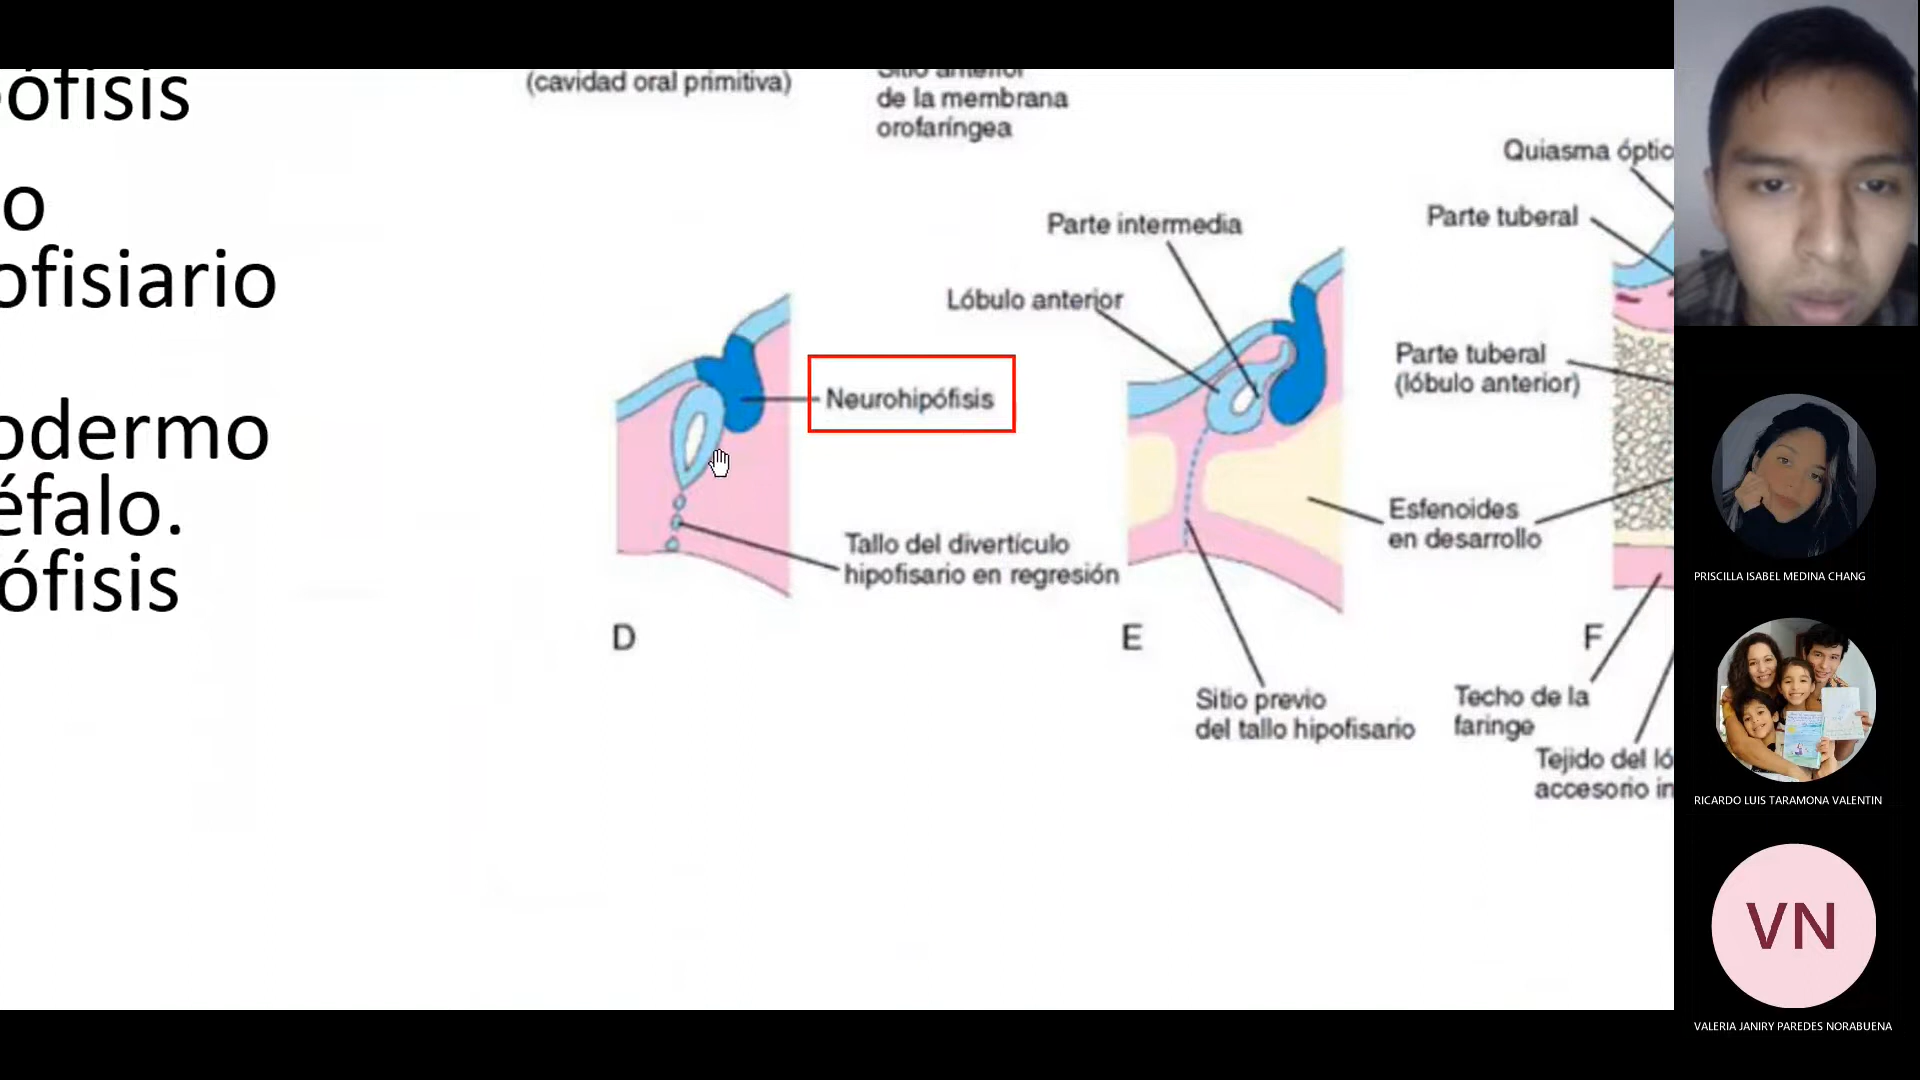 ófisis
o
ofisiario
odermo
éfalo.
ófisis
(cavidad oral primitiva)
Sitio anterior
de la membrana
orofaríngea
Quiasma óptic
Parte tuberal
Parte intermedia
Lóbulo anterior
Neurohipófisis
Parte tuberal
(lóbulo anterior)
Esfenoides
en desarrollo
Tallo del divertículo
hipofisario en regresión
D
E
F
Sitio previo
del tallo hipofisario
Techo de la
faringe
Tejido del ló
accesorio in
PRISCILLA ISABEL MEDINA CHANG
RICARDO LUIS TARAMONA VALENTIN
VN
VALERIA JANIRY PAREDES NORABUENA